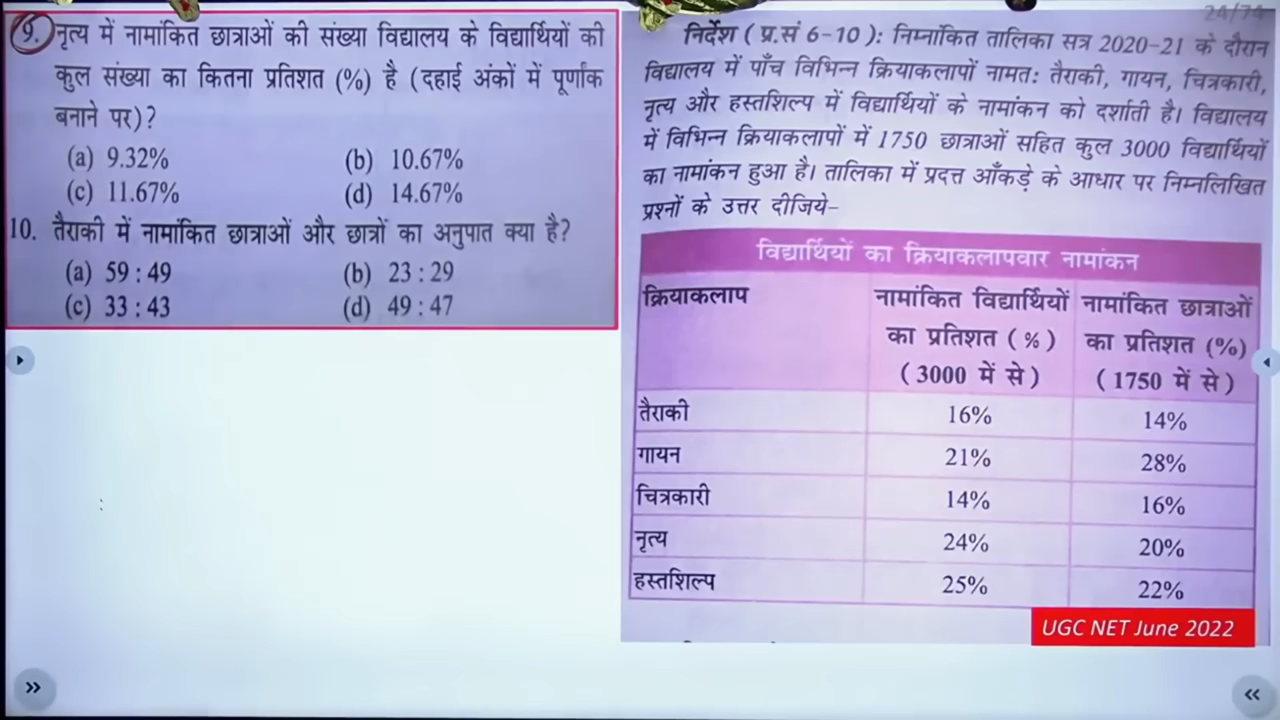 9. नृत्य में नामांकित छात्राओं की संख्या विद्यालय के विद्यार्थियों की
कुल संख्या का कितना प्रतिशत (%) है (दहाई अंकों में पूर्णांक
बनाने पर)?
(a) 9.32% (b) 10.67%
(c) 11.67% (d) 14.67%
10. तैराकी में नामांकित छात्राओं और छात्रों का अनुपात क्या है?
(a) 59 : 49 (b) 23 : 29
(c) 33 : 43 (d) 49 : 47
24/74
निर्देश ( प्र.सं 6-10 ): निम्नांकित तालिका सत्र 2020-21 के दौरान
विद्यालय में पाँच विभिन्न क्रियाकलापों नामत: तैराकी, गायन, चित्रकारी,
नृत्य और हस्तशिल्प में विद्यार्थियों के नामांकन को दर्शाती है। विद्यालय
में विभिन्न क्रियाकलापों में 1750 छात्राओं सहित कुल 3000 विद्यार्थियों
का नामांकन हुआ है। तालिका में प्रदत्त आँकड़े के आधार पर निम्नलिखित
प्रश्नों के उत्तर दीजिये-
विद्यार्थियों का क्रियाकलापवार नामांकन
क्रियाकलाप नामांकित विद्यार्थियों नामांकित छात्राओं
का प्रतिशत ( % ) का प्रतिशत (%)
( 3000 में से ) ( 1750 में से )
तैराकी 16% 14%
गायन 21% 28%
चित्रकारी 14% 16%
नृत्य 24% 20%
हस्तशिल्प 25% 22%
UGC NET June 2022